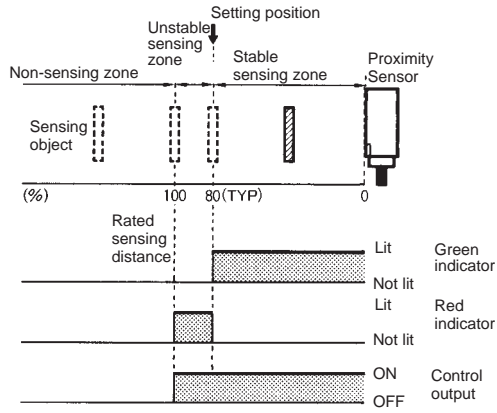 Setting position
Unstable
sensing
zone
Stable
sensing zone
Proximity
Sensor
Non-sensing zone
Sensing
object
(%) 100 80 (TYP) 0
Rated
sensing
distance
Lit
Green
indicator
Not lit
Lit
Red
indicator
Not lit
ON
Control
output
OFF